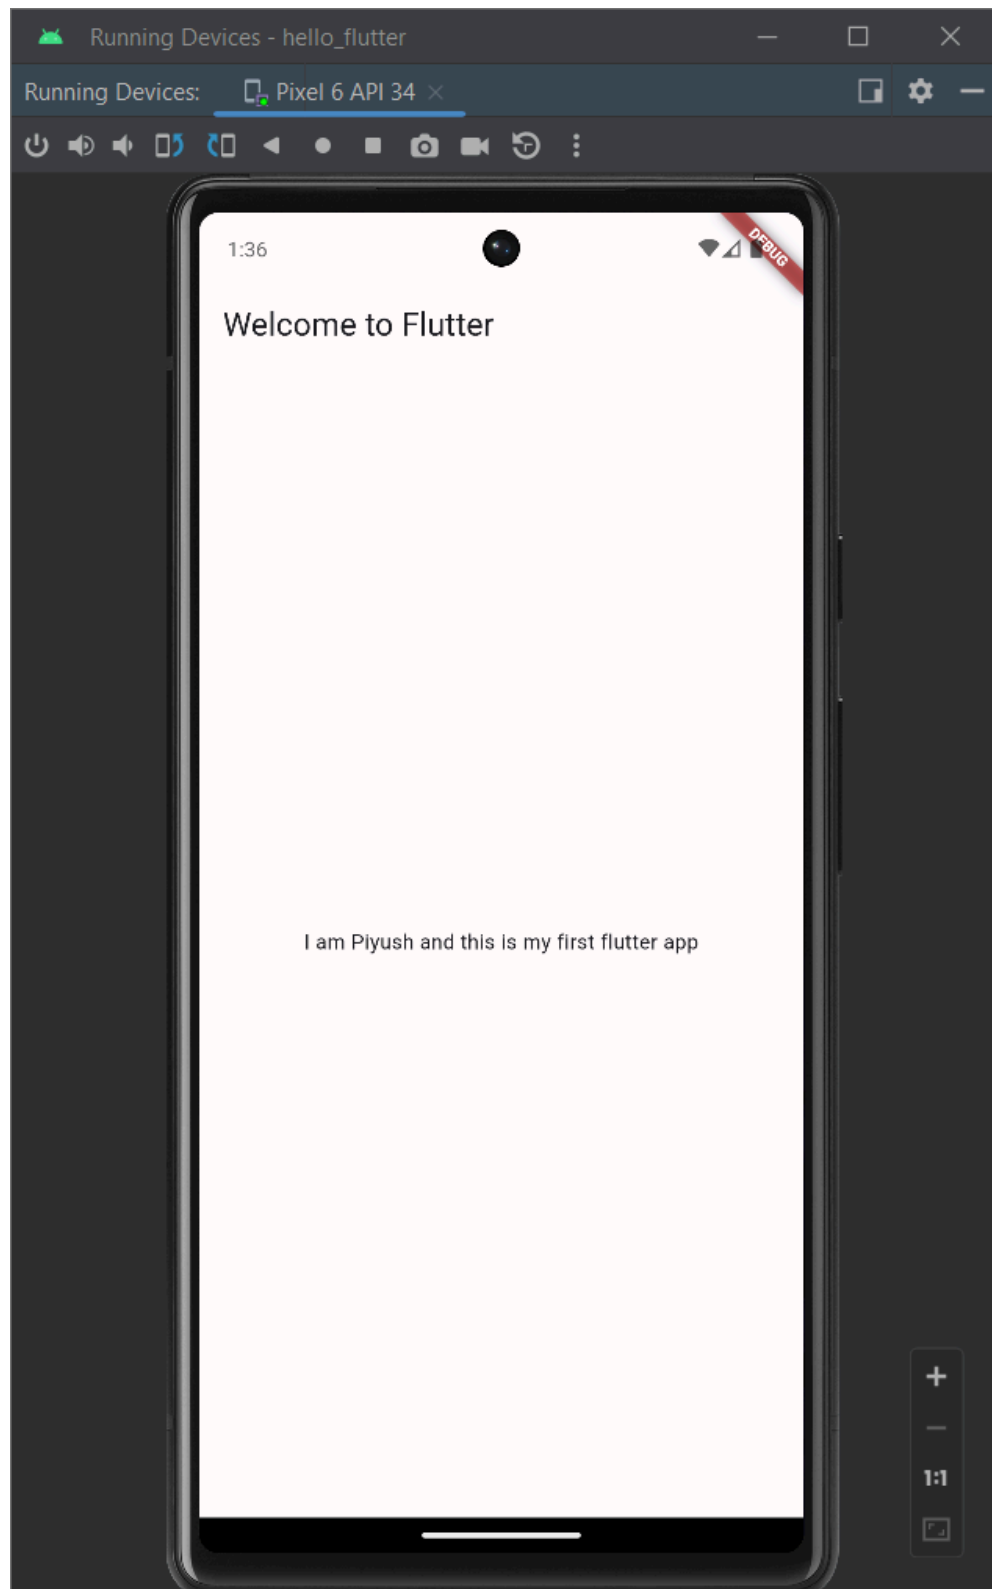 Running Devices - hello_flutter
Running Devices: Pixel 6 API 34
1:36
DEBUG
Welcome to Flutter
I am Piyush and this is my first flutter app
1:1